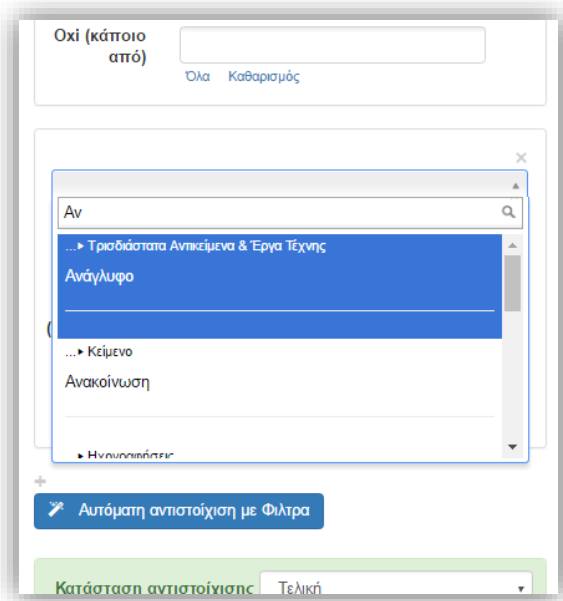 Οχι (κάποιο
από)
Όλα Καθαρισμός
Αν
...▸ Τρισδιάστατα Αντικείμενα & Έργα Τέχνης
Ανάγλυφο
(
...▸ Κείμενο
Ανακοίνωση
...▸ Ηχογραφήσεις
Αυτόματη αντιστοίχιση με Φιλτρα
Κατάσταση αντιστοίχισης Τελική